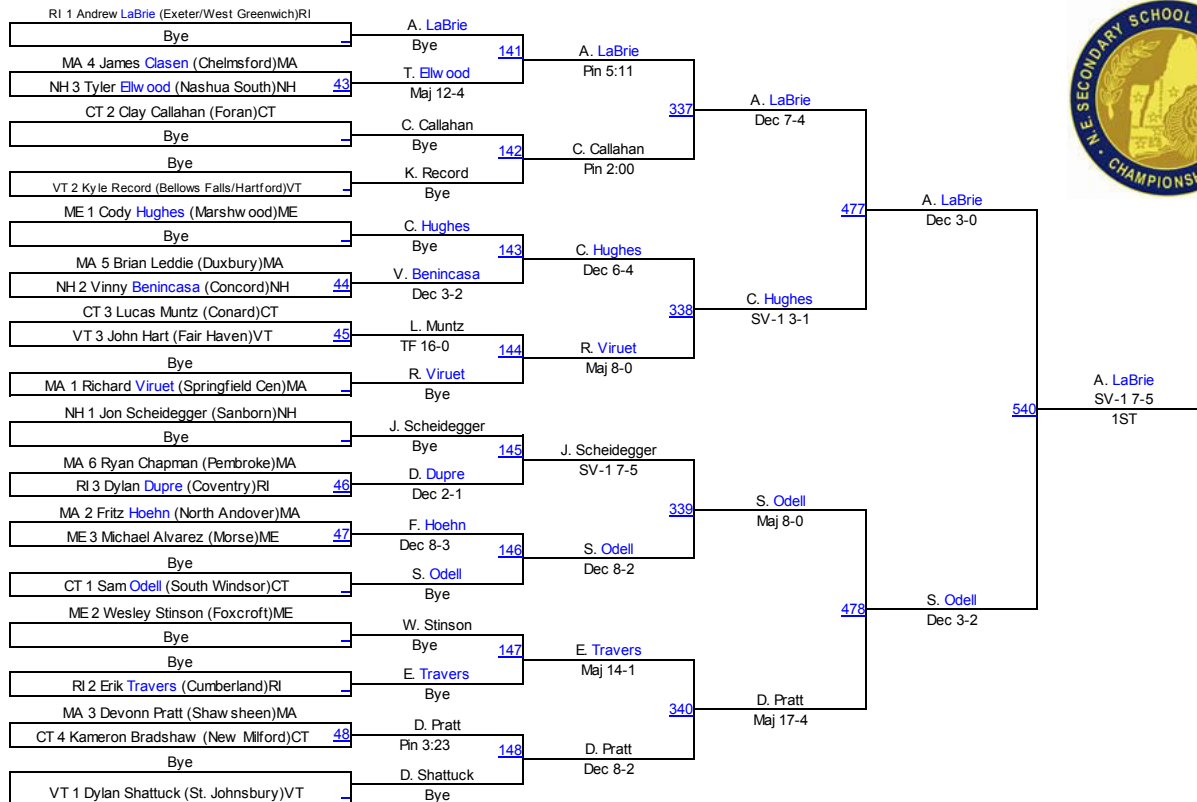 RI 1 Andrew LaBrie (Exeter/West Greenwich)RI
Bye
MA 4 James Clasen (Chelmsford)MA
NH 3 Tyler Ellwood (Nashua South)NH 43
CT 2 Clay Callahan (Foran)CT
Bye
Bye
VT 2 Kyle Record (Bellows Falls/Hartford)VT
ME 1 Cody Hughes (Marshwood)ME
Bye
MA 5 Brian Leddie (Duxbury)MA
NH 2 Vinny Benincasa (Concord)NH 44
CT 3 Lucas Muntz (Conard)CT
VT 3 John Hart (Fair Haven)VT 45
Bye
MA 1 Richard Viruet (Springfield Cen)MA
NH 1 Jon Scheidegger (Sanborn)NH
Bye
MA 6 Ryan Chapman (Pembroke)MA
RI 3 Dylan Dupre (Coventry)RI 46
MA 2 Fritz Hoehn (North Andover)MA
ME 3 Michael Alvarez (Morse)ME 47
Bye
CT 1 Sam Odell (South Windsor)CT
ME 2 Wesley Stinson (Foxcroft)ME
Bye
Bye
RI 2 Erik Travers (Cumberland)RI
MA 3 Devonn Pratt (Shawsheen)MA
CT 4 Kameron Bradshaw (New Milford)CT 48
Bye
VT 1 Dylan Shattuck (St. Johnsbury)VT
A. LaBrie
Bye
141
T. Ellwood
Maj 12-4
C. Callahan
Bye
142
K. Record
Bye
C. Hughes
Bye
143
V. Benincasa
Dec 3-2
L. Muntz
TF 16-0
144
R. Viruet
Bye
J. Scheidegger
Bye
145
D. Dupre
Dec 2-1
F. Hoehn
Dec 8-3
146
S. Odell
Bye
W. Stinson
Bye
147
E. Travers
Bye
D. Pratt
Pin 3:23
148
D. Shattuck
Bye
A. LaBrie
Pin 5:11
337
C. Callahan
Pin 2:00
C. Hughes
Dec 6-4
338
R. Viruet
Maj 8-0
J. Scheidegger
SV-1 7-5
339
S. Odell
Dec 8-2
E. Travers
Maj 14-1
340
D. Pratt
Dec 8-2
A. LaBrie
Dec 7-4
477
C. Hughes
SV-1 3-1
S. Odell
Maj 8-0
478
D. Pratt
Maj 17-4
A. LaBrie
Dec 3-0
540
S. Odell
Dec 3-2
A. LaBrie
SV-1 7-5
1ST
N.E. SECONDARY SCHOOL